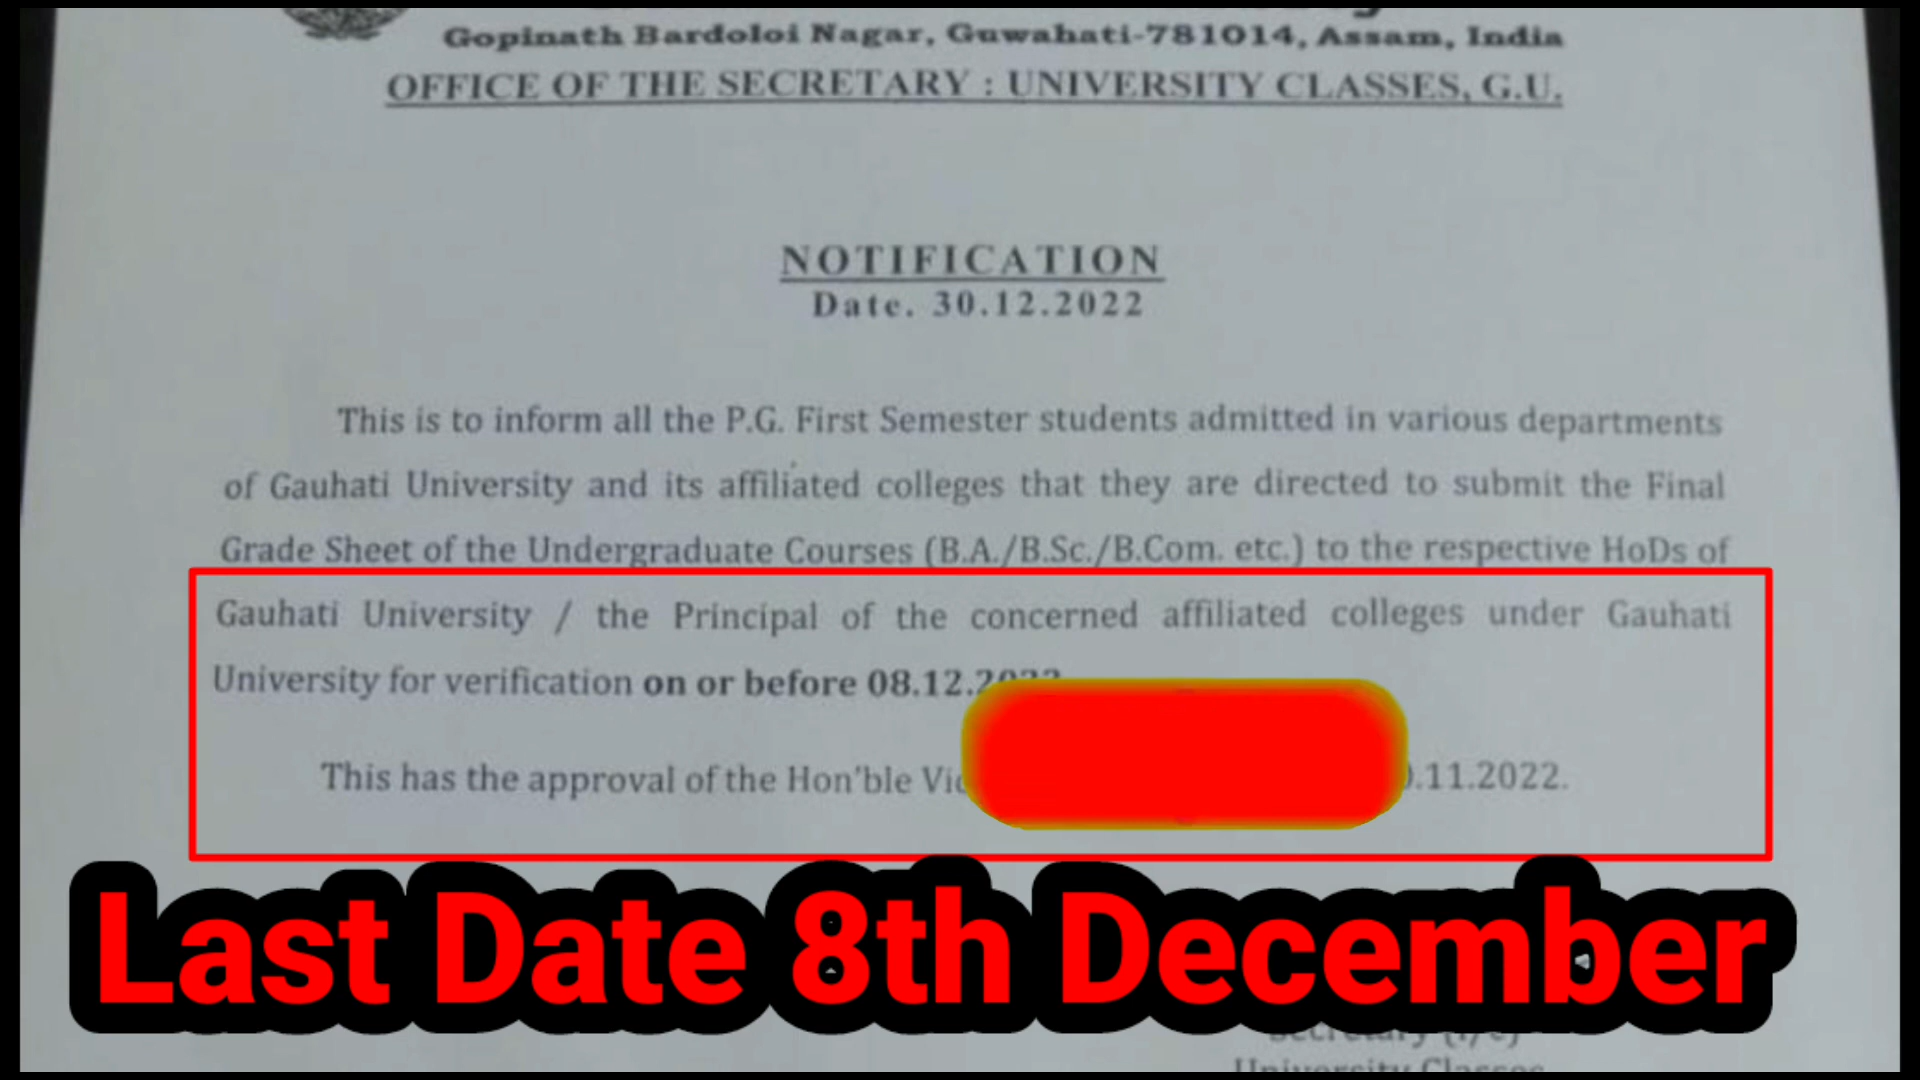 Gopinath Bardoloi Nagar, Guwahati-781014, Assam, India
OFFICE OF THE SECRETARY : UNIVERSITY CLASSES, G.U.
NOTIFICATION
Date. 30.12.2022
This is to inform all the P.G. First Semester students admitted in various departments
of Gauhati University and its affiliated colleges that they are directed to submit the Final
Grade Sheet of the Undergraduate Courses (B.A./B.Sc./B.Com. etc.) to the respective HoDs of
Gauhati University / the Principal of the concerned affiliated colleges under Gauhati
University for verification on or before 08.12.2022
This has the approval of the Hon'ble .11.2022.
Last Date 8th December
Secretary (i/c)
University Classes